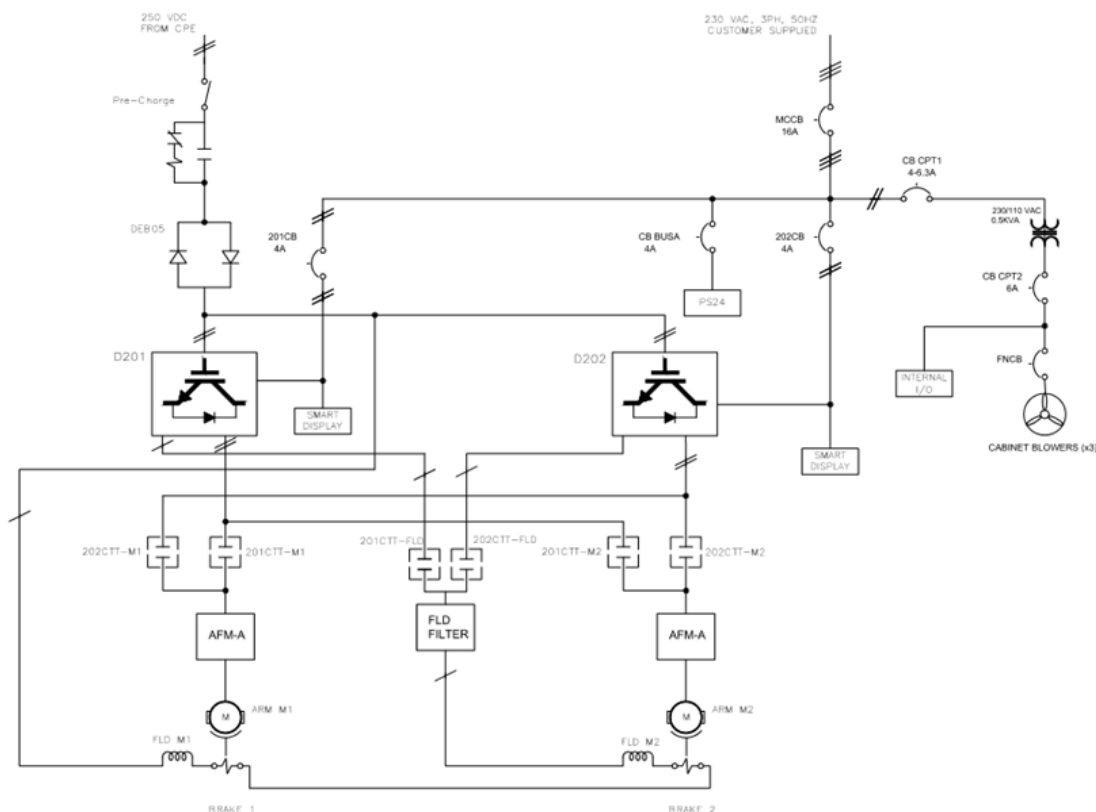 250 VDC
FROM CPE
230 VAC, 3PH, 50HZ
CUSTOMER SUPPLIED
Pre-Charge
MCCB
16A
CB CPT1
4-6.3A
DEB05
201CB
4A
CB BUSA
4A
202CB
4A
230/110 VAC
0.5KVA
CB CPT2
6A
PS24
D201
D202
FNCB
INTERNAL
I/O
SMART
DISPLAY
CABINET BLOWERS (x3)
SMART
DISPLAY
202CTT-M1
201CTT-M1
201CTT-FLD
202CTT-FLD
201CTT-M2
202CTT-M2
AFM-A
FLD
FILTER
AFM-A
M
ARM M1
M
ARM M2
FLD M1
FLD M2
BRAKE 1
BRAKE 2